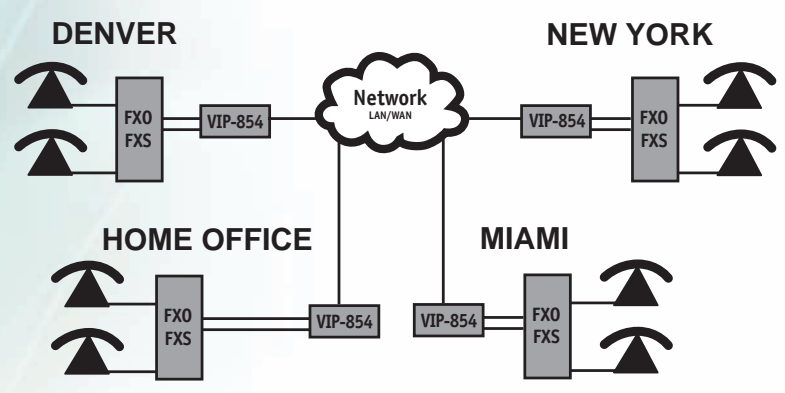 DENVER
NEW YORK
FXO
FXS
VIP-854
Network
LAN/WAN
VIP-854
FXO
FXS
HOME OFFICE
MIAMI
FXO
FXS
VIP-854
VIP-854
FXO
FXS